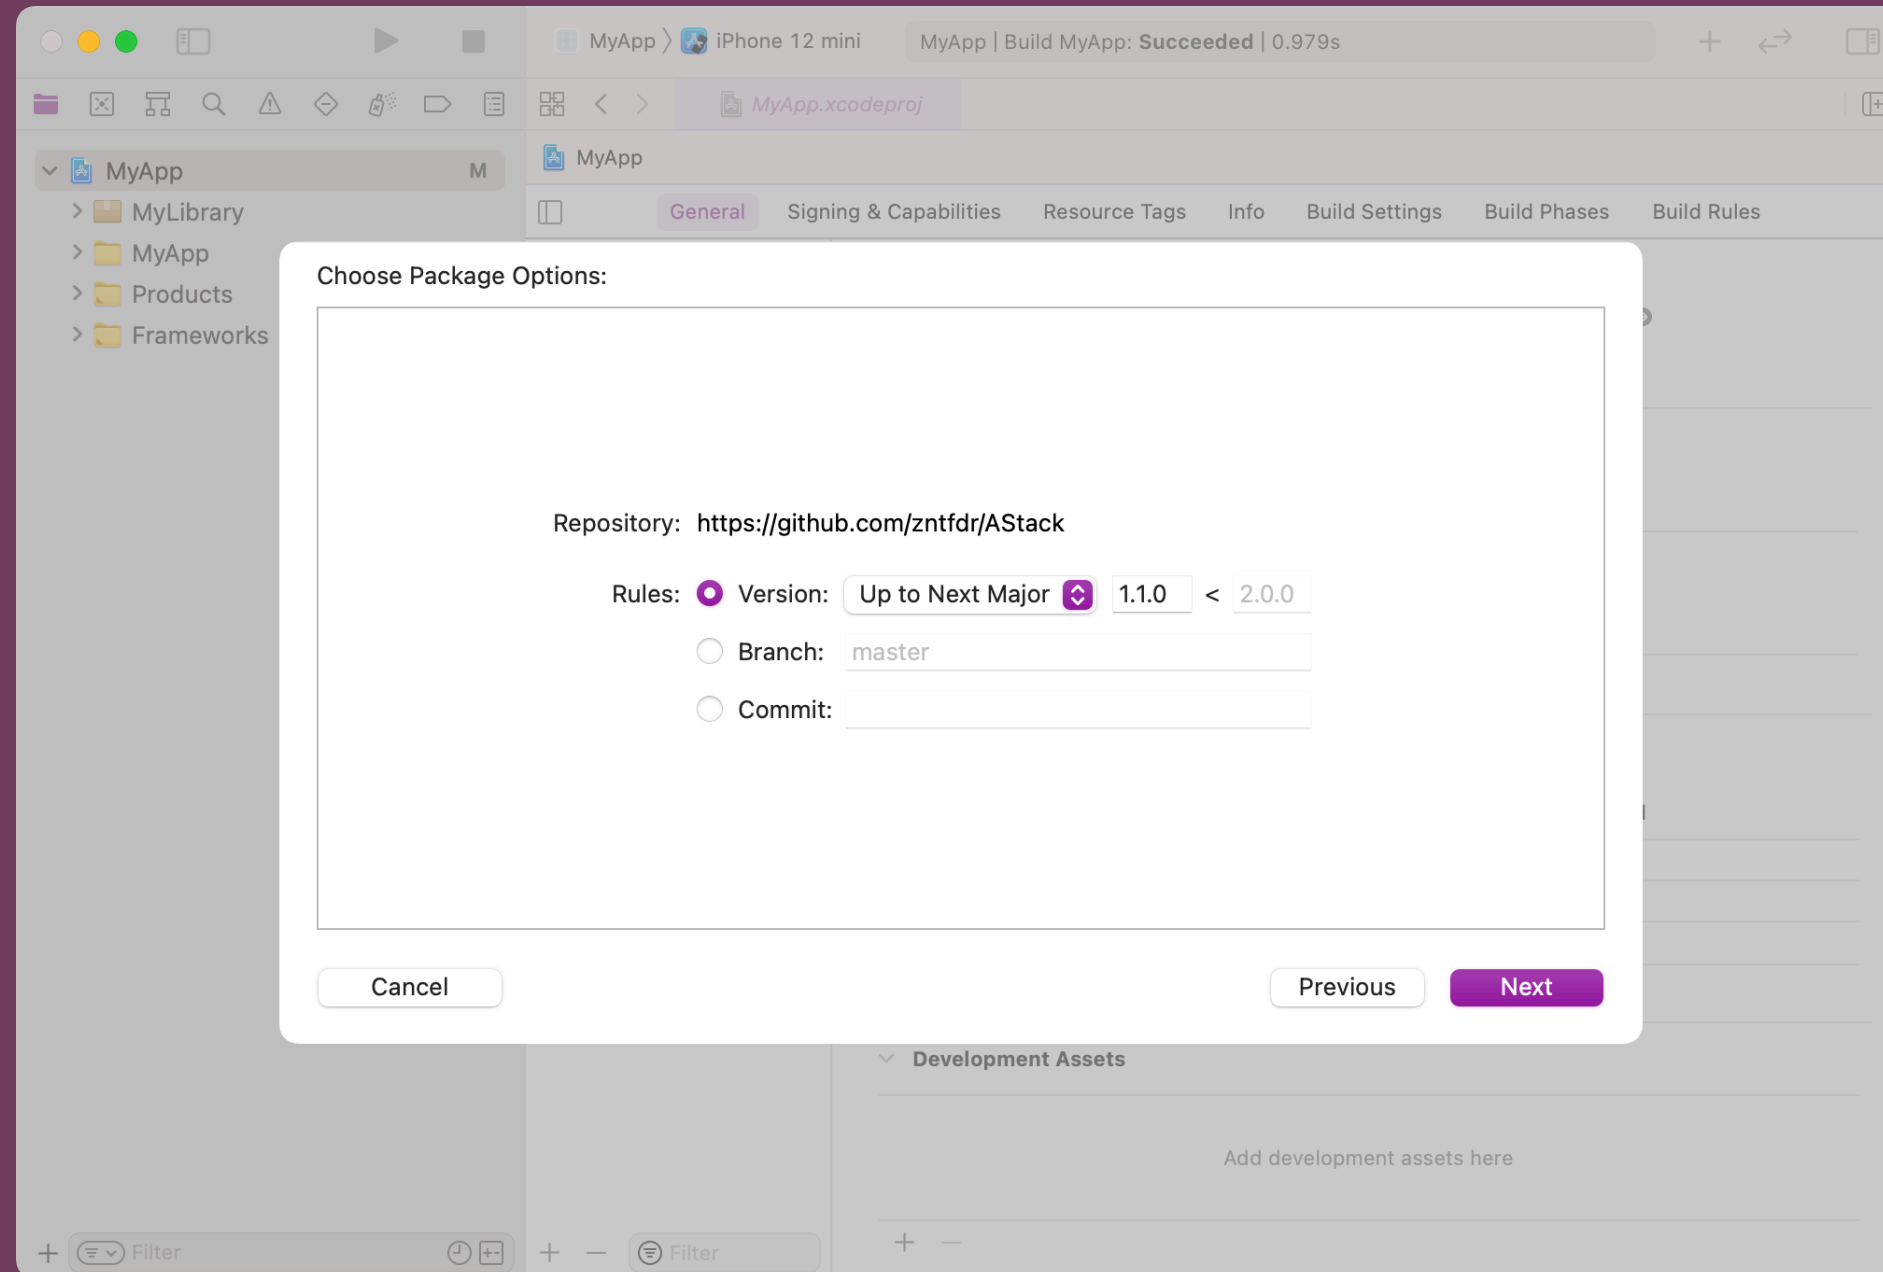 MyApp 〉 iPhone 12 mini
MyApp | Build MyApp: Succeeded | 0.979s
MyApp.xcodeproj
MyApp M
MyLibrary
MyApp
Products
Frameworks
MyApp
General Signing & Capabilities Resource Tags Info Build Settings Build Phases Build Rules
Choose Package Options:
Repository: https://github.com/zntfdr/AStack
Rules: Version: Up to Next Major 1.1.0 < 2.0.0
Branch: master
Commit:
Cancel Previous Next
Development Assets
Add development assets here
Filter
Filter